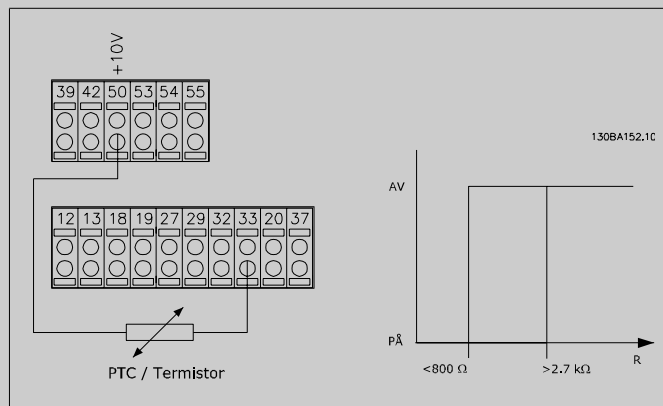 +10V
39 42 50 53 54 55
130BA152.10
12 13 18 19 27 29 32 33 20 37
AV
PÅ
<800 Ω >2.7 kΩ
R
PTC / Termistor